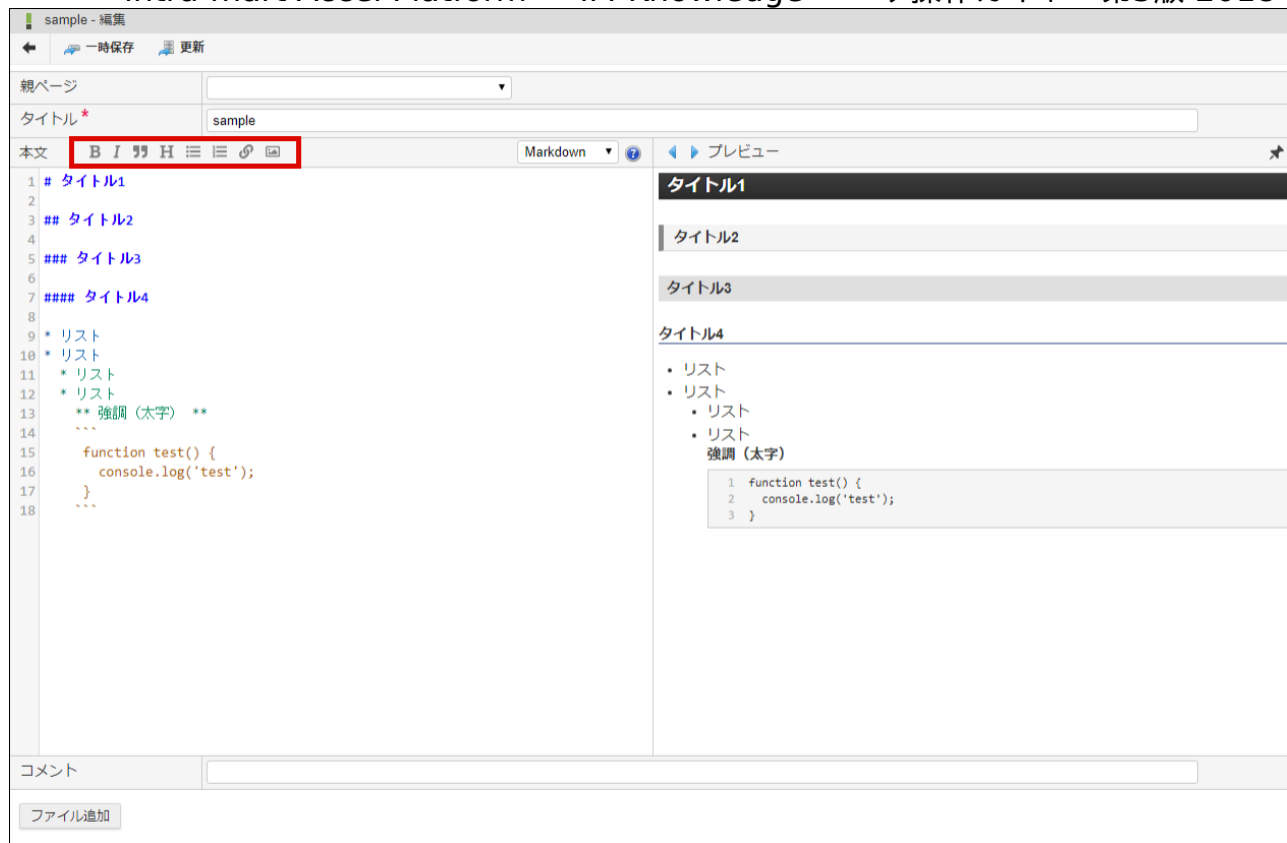 sample - 編集
一時保存 更新
親ページ
タイトル* sample
本文 B I H Markdown ? プレビュー
1 # タイトル1
2
3 ## タイトル2
4
5 ### タイトル3
6
7 #### タイトル4
8
9 * リスト
10 * リスト
11 * リスト
12 * リスト
13 ** 強調（太字） **
14 ```
15 function test() {
16 console.log('test');
17 }
18 ```
タイトル1
タイトル2
タイトル3
タイトル4
• リスト
• リスト
• リスト
• リスト
強調（太字）
1 function test() {
2 console.log('test');
3 }
コメント
ファイル追加